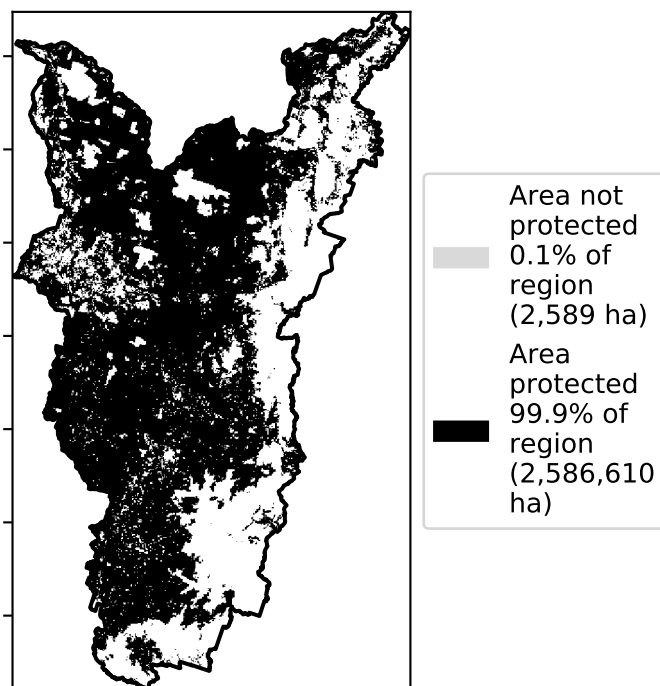 Area not
protected
0.1% of
region
(2,589 ha)
Area
protected
99.9% of
region
(2,586,610
ha)